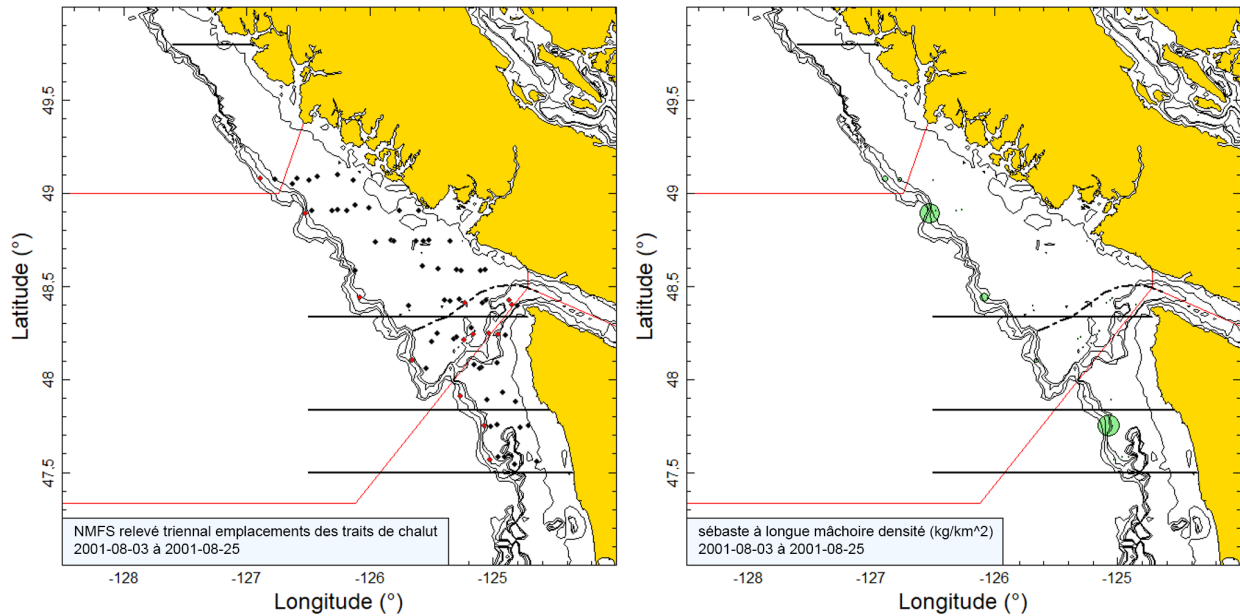 49.5
49
48.5
48
47.5
Latitude (°)
NMFS relevé triennal emplacements des traits de chalut
2001-08-03 à 2001-08-25
-128
-127
-126
-125
Longitude (°)
49.5
49
48.5
48
47.5
Latitude (°)
sébaste à longue mâchoire densité (kg/km^2)
2001-08-03 à 2001-08-25
-128
-127
-126
-125
Longitude (°)